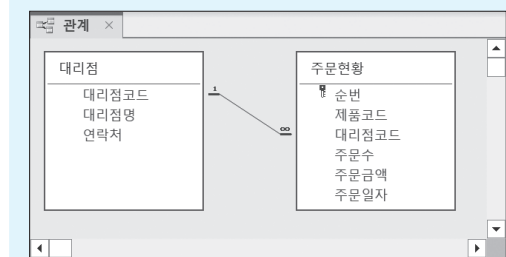 관계
대리점
대리점코드
대리점명
연락처
1
∞
주문현황
순번
제품코드
대리점코드
주문수
주문금액
주문일자